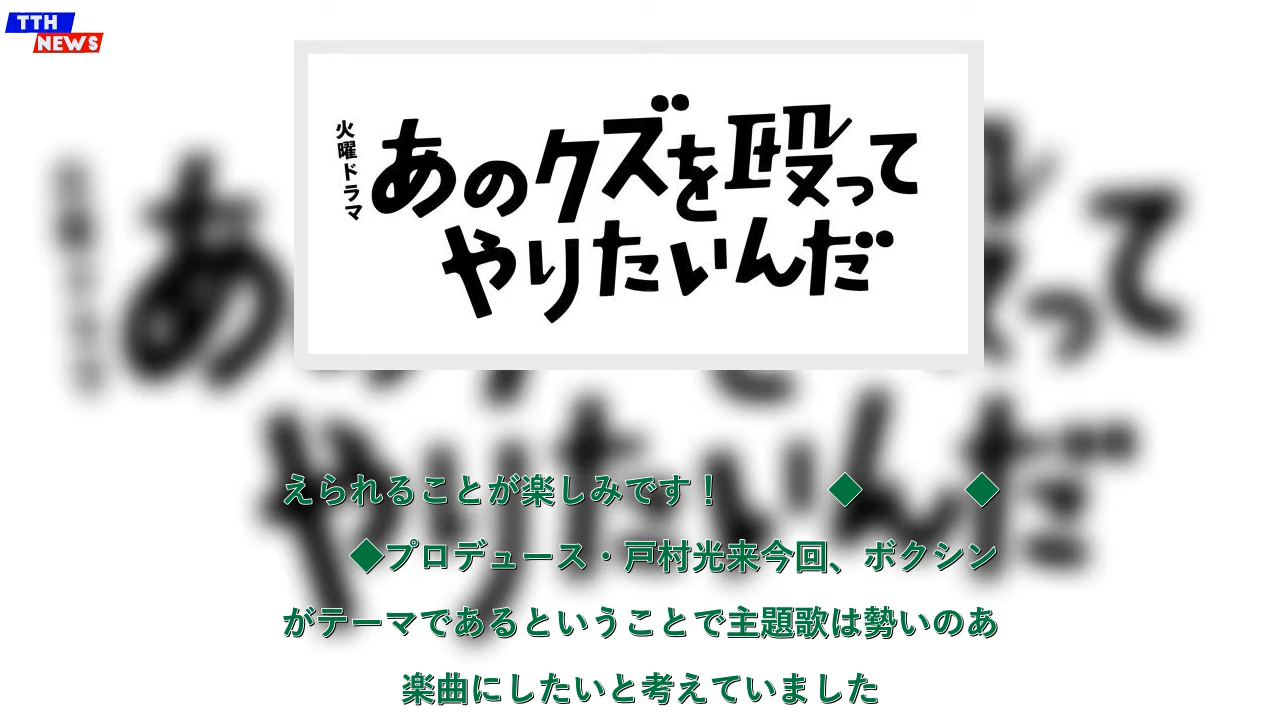 TTH
NEWS
火曜ドラマ
あのクズを殴って
やりたいんだ
えられることが楽しみです！ ◆ ◆
◆プロデュース・戸村光来今回、ボクシン
がテーマであるということで主題歌は勢いのあ
楽曲にしたいと考えていました